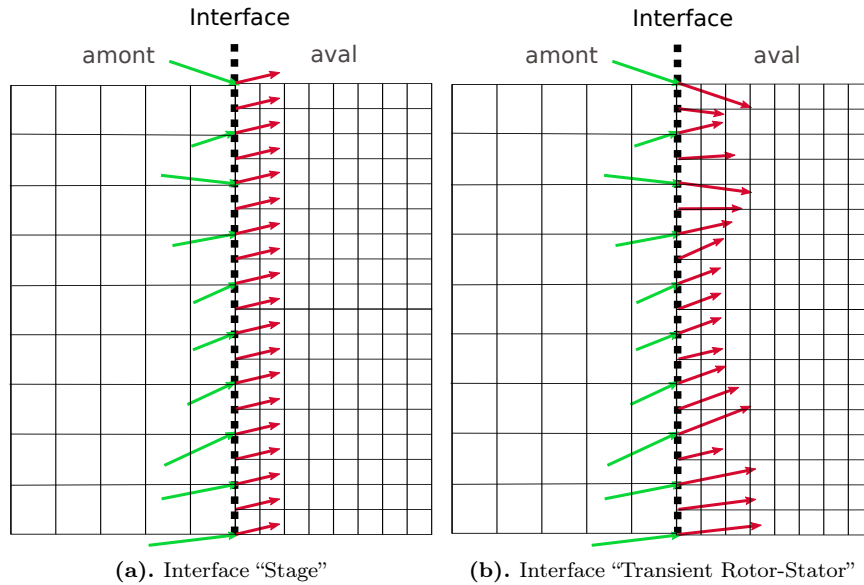 Interface
amont aval
(a). Interface “Stage”
Interface
amont aval
(b). Interface “Transient Rotor-Stator”